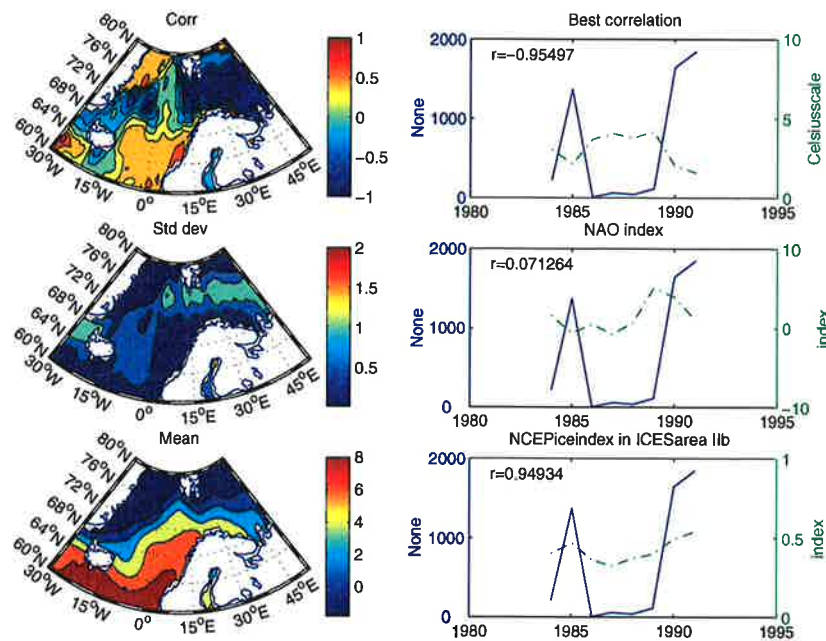 Corr
80°N
76°N
72°N
68°N
64°N
60°N
30°W
15°W
0°
15°E
30°E
45°E
1
0.5
0
−0.5
−1
Best correlation
r=−0.95497
2000
1000
0
None
10
5
0
Celsiusscale
1980
1985
1990
1995
Std dev
80°N
76°N
72°N
68°N
64°N
60°N
30°W
15°W
0°
15°E
30°E
45°E
2
1.5
1
0.5
NAO index
r=0.071264
2000
1000
0
None
10
0
−10
index
1980
1985
1990
1995
Mean
80°N
76°N
72°N
68°N
64°N
60°N
30°W
15°W
0°
15°E
30°E
45°E
8
6
4
2
0
NCEPiceindex in ICESarea IIb
r=0.94934
2000
1000
0
None
1
0.5
0
index
1980
1985
1990
1995